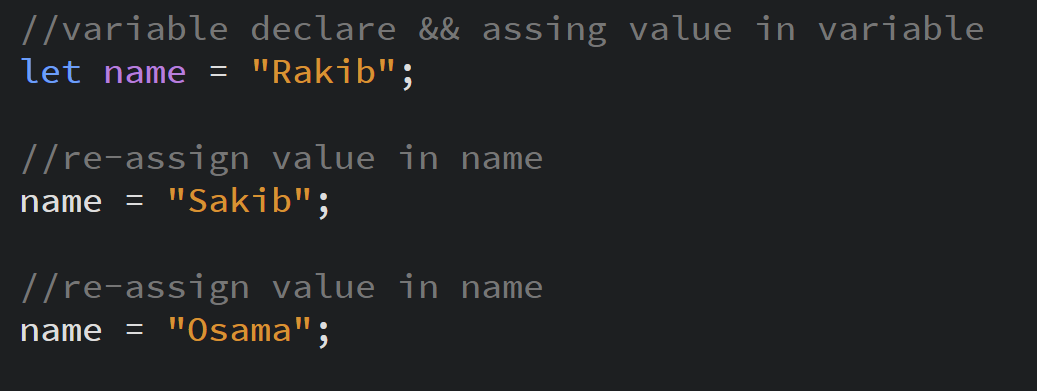 //variable declare && assing value in variable
let name = "Rakib";
//re-assign value in name
name = "Sakib";
//re-assign value in name
name = "Osama";